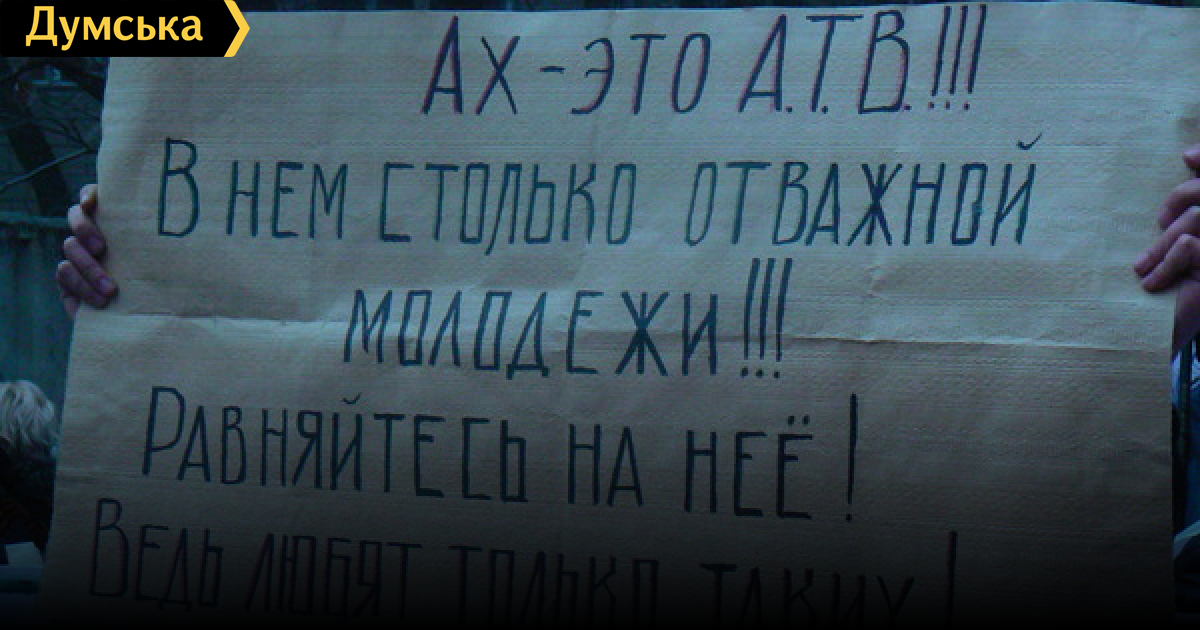 Думська
Ах - это А.Т.В.!!!
В нем столько отважной
молодежи!!!
Равняйтесь на неё!
Ведь любят только таких!